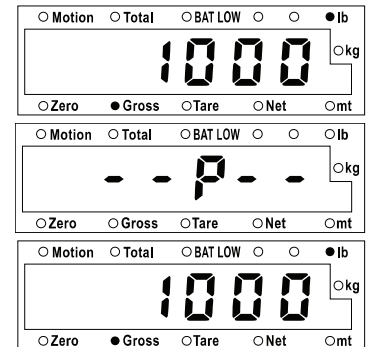 Motion Total BAT LOW lb
1000 kg
Zero Gross Tare Net mt
Motion Total BAT LOW lb
--P-- kg
Zero Gross Tare Net mt
Motion Total BAT LOW lb
1000 kg
Zero Gross Tare Net mt